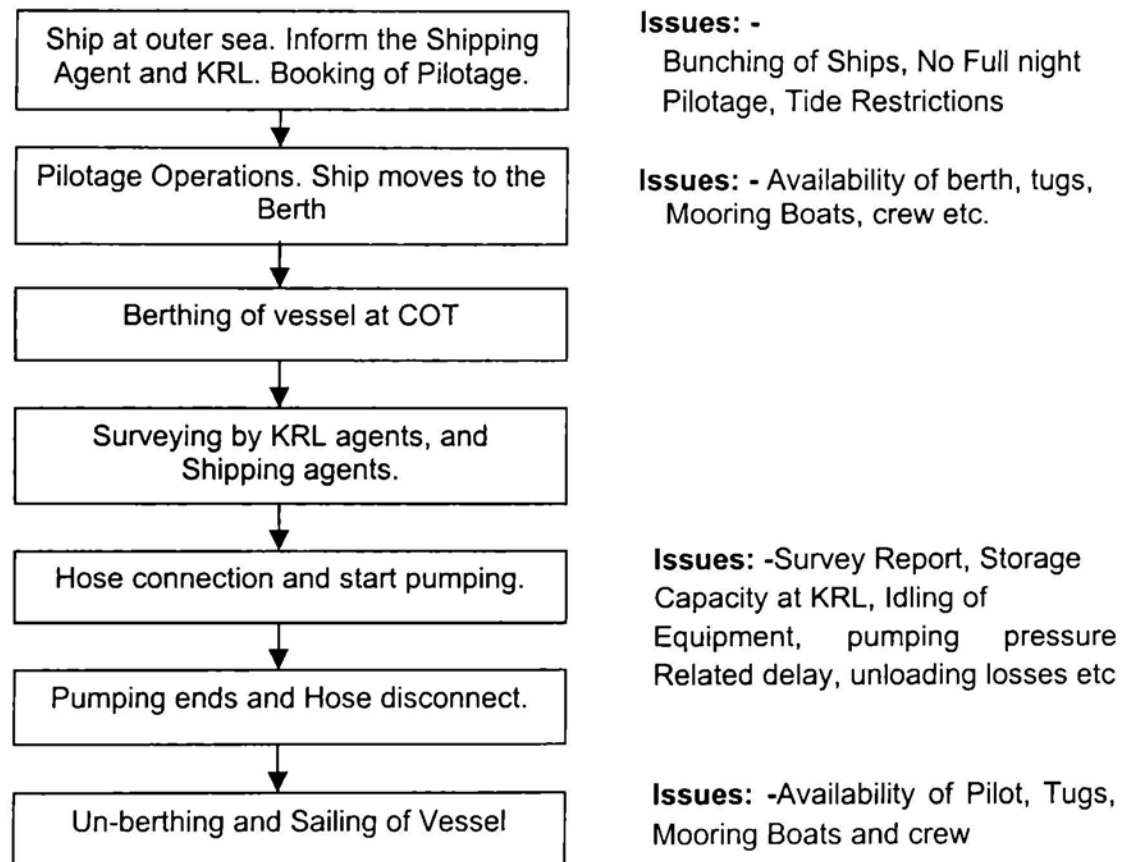 Ship at outer sea. Inform the Shipping
Agent and KRL. Booking of Pilotage.
Issues: -
Bunching of Ships, No Full night
Pilotage, Tide Restrictions
Pilotage Operations. Ship moves to the
Berth
Issues: - Availability of berth, tugs,
Mooring Boats, crew etc.
Berthing of vessel at COT
Surveying by KRL agents, and
Shipping agents.
Hose connection and start pumping.
Issues: -Survey Report, Storage
Capacity at KRL, Idling of
Equipment, pumping pressure
Related delay, unloading losses etc
Pumping ends and Hose disconnect.
Un-berthing and Sailing of Vessel
Issues: -Availability of Pilot, Tugs,
Mooring Boats and crew